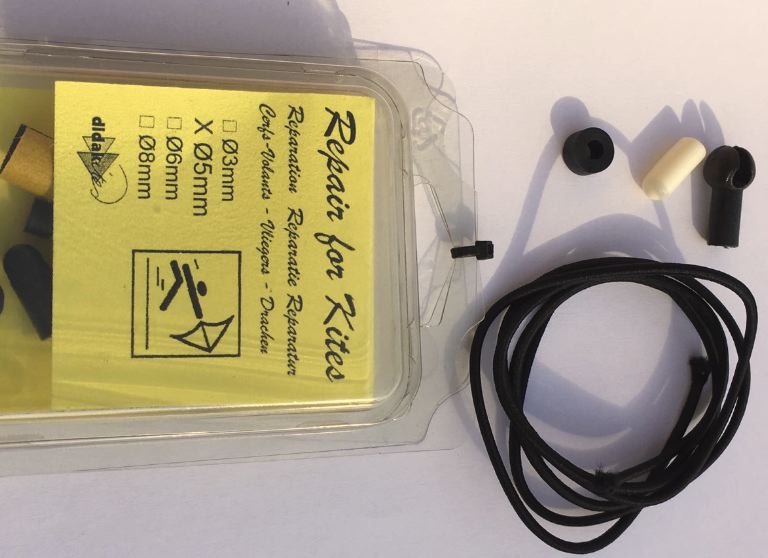 Repair for Kites
Reparation Reparatie Reparatur
Cerfs-Volants - Vliegers - Drachen
Ø3mm
X Ø5mm
Ø6mm
Ø8mm
didak